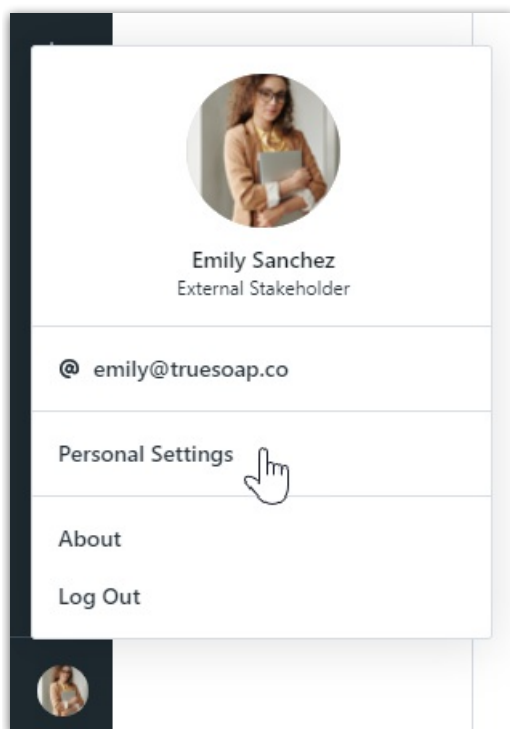 Emily Sanchez
External Stakeholder
@ emily@truesoap.co
Personal Settings
About
Log Out